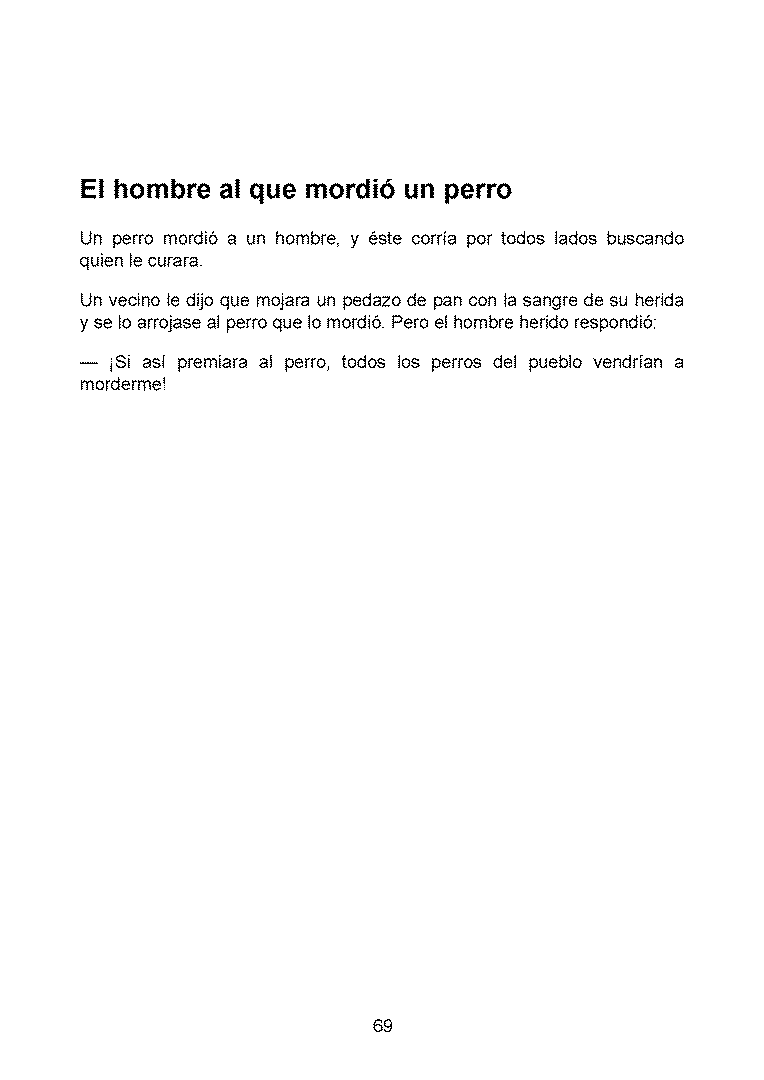 El hombre al que mordió un perro
Un perro mordió a un hombre, y éste corría por todos lados buscando
quien le curara.
Un vecino le dijo que mojara un pedazo de pan con la sangre de su herida
y se lo arrojase al perro que lo mordió. Pero el hombre herido respondió:
— ¡Si así premiara al perro, todos los perros del pueblo vendrían a
morderme!
69